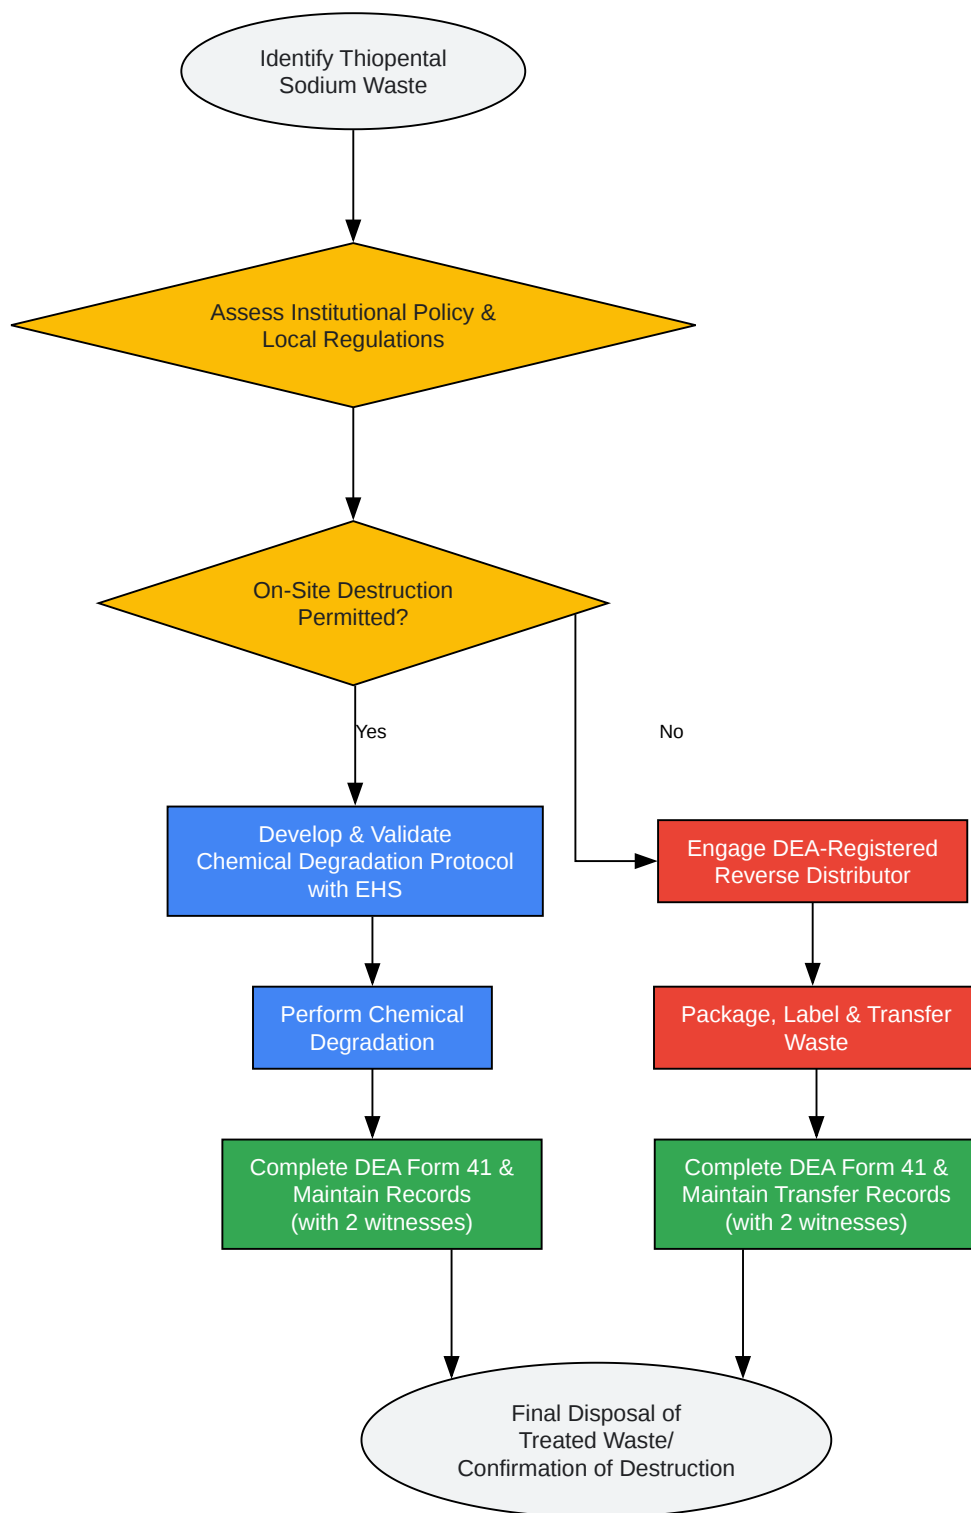 Identify Thiopental
Sodium Waste
Assess Institutional Policy &
Local Regulations
On-Site Destruction
Permitted?
Yes
No
Develop & Validate
Chemical Degradation Protocol
with EHS
Engage DEA-Registered
Reverse Distributor
Perform Chemical
Degradation
Package, Label & Transfer
Waste
Complete DEA Form 41 &
Maintain Records
(with 2 witnesses)
Complete DEA Form 41 &
Maintain Transfer Records
(with 2 witnesses)
Final Disposal of
Treated Waste/
Confirmation of Destruction